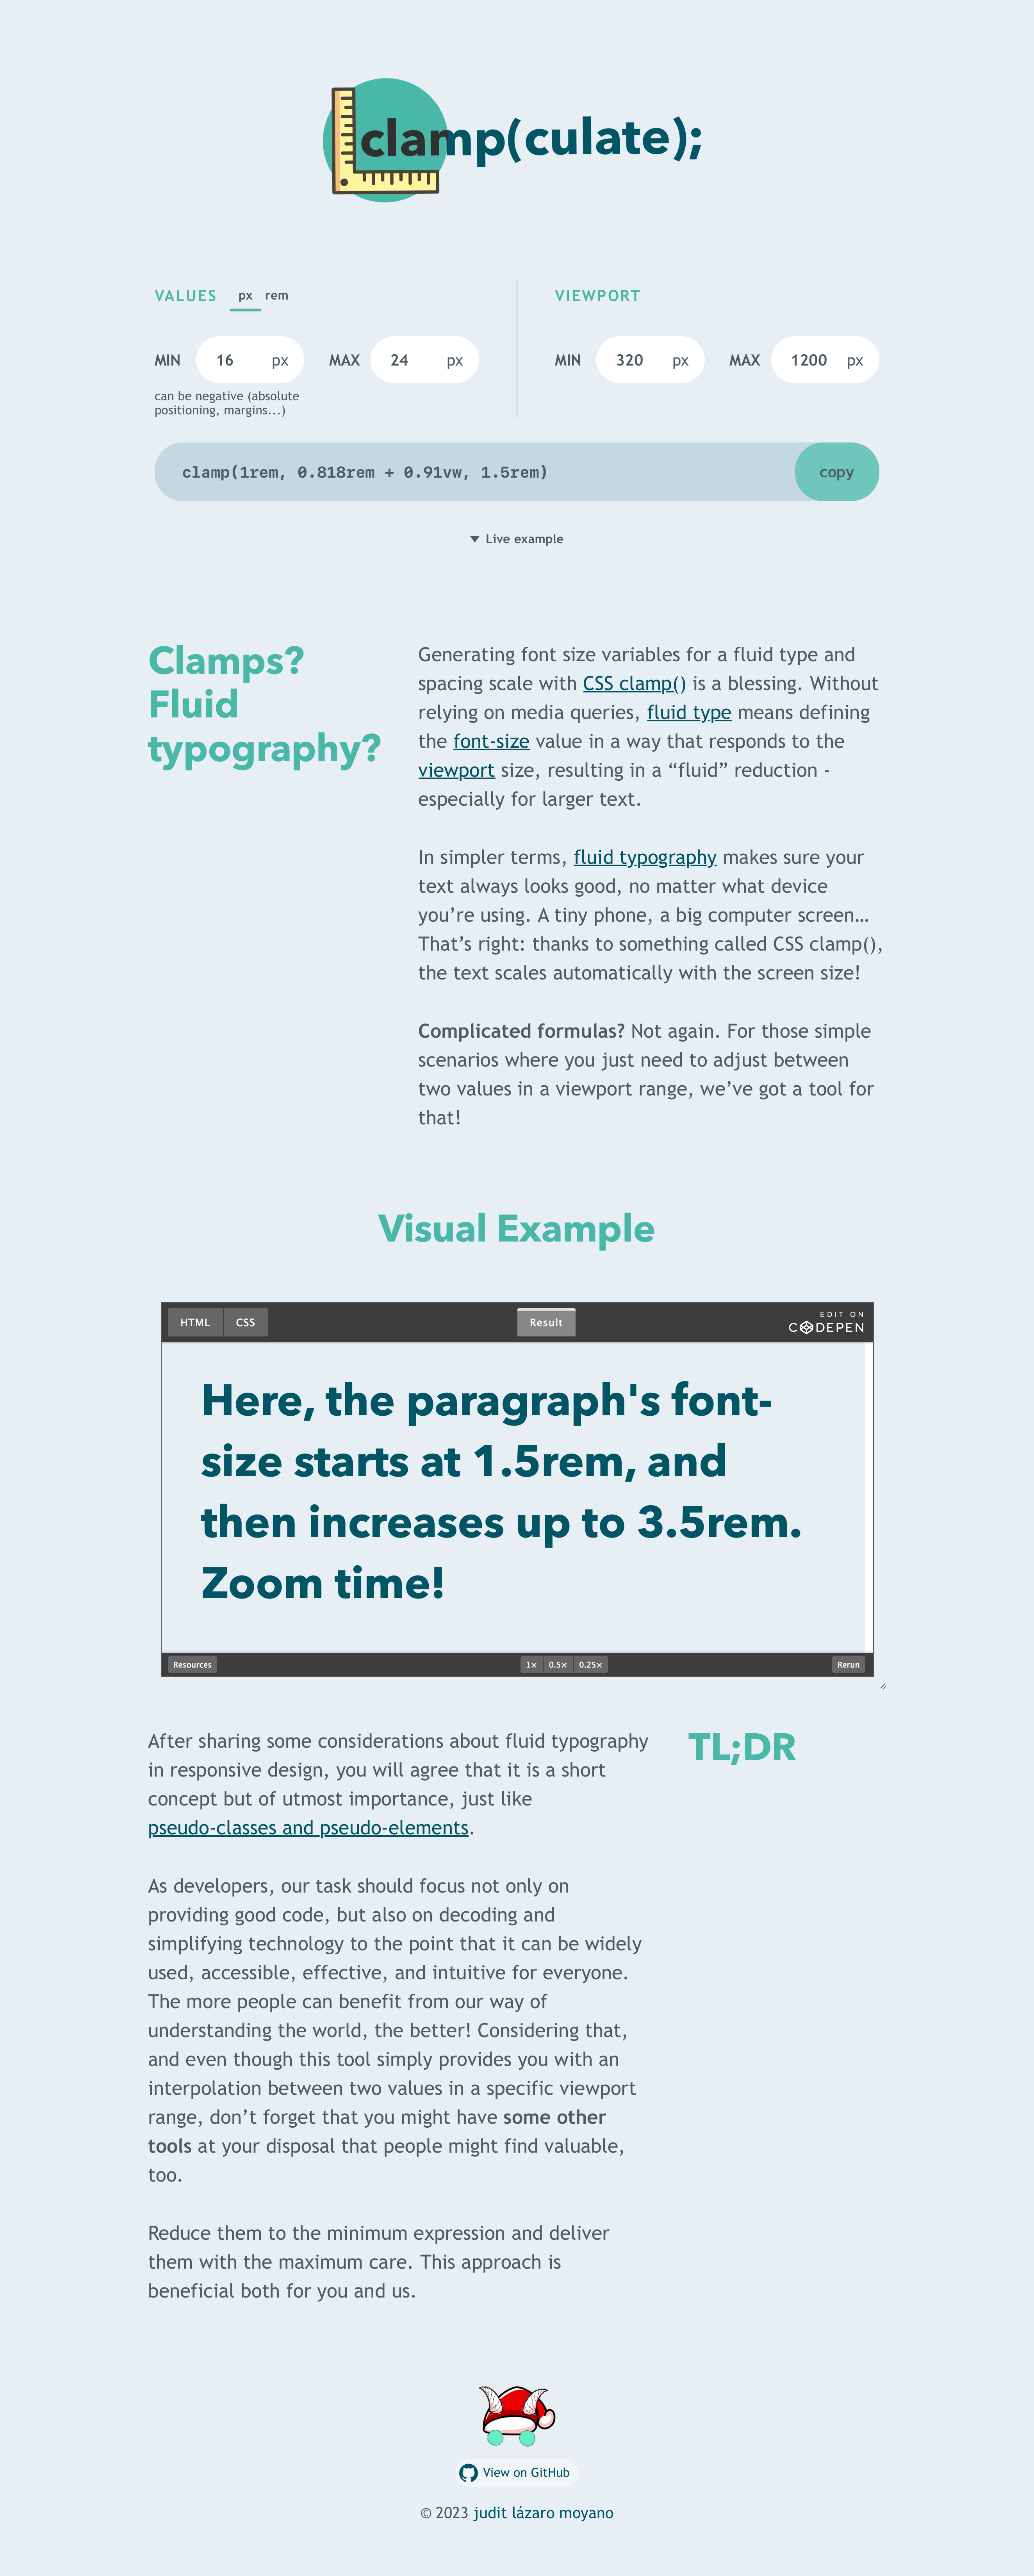 clamp(culate);
VALUES px rem
MIN 16 px MAX 24 px
can be negative (absolute
positioning, margins...)
VIEWPORT
MIN 320 px MAX 1200 px
clamp(1rem, 0.818rem + 0.91vw, 1.5rem)
copy
Live example
Clamps?
Fluid
typography?
Generating font size variables for a fluid type and
spacing scale with CSS clamp() is a blessing. Without
relying on media queries, fluid type means defining
the font-size value in a way that responds to the
viewport size, resulting in a “fluid” reduction -
especially for larger text.
In simpler terms, fluid typography makes sure your
text always looks good, no matter what device
you’re using. A tiny phone, a big computer screen…
That’s right: thanks to something called CSS clamp(),
the text scales automatically with the screen size!
Complicated formulas? Not again. For those simple
scenarios where you just need to adjust between
two values in a viewport range, we’ve got a tool for
that!
Visual Example
HTML CSS
Result
EDIT ON
CODEPEN
Here, the paragraph's font-
size starts at 1.5rem, and
then increases up to 3.5rem.
Zoom time!
Resources
1× 0.5× 0.25×
Rerun
After sharing some considerations about fluid typography
in responsive design, you will agree that it is a short
concept but of utmost importance, just like
pseudo-classes and pseudo-elements.
As developers, our task should focus not only on
providing good code, but also on decoding and
simplifying technology to the point that it can be widely
used, accessible, effective, and intuitive for everyone.
The more people can benefit from our way of
understanding the world, the better! Considering that,
and even though this tool simply provides you with an
interpolation between two values in a specific viewport
range, don’t forget that you might have some other
tools at your disposal that people might find valuable,
too.
Reduce them to the minimum expression and deliver
them with the maximum care. This approach is
beneficial both for you and us.
TL;DR
View on GitHub
© 2023 judit lázaro moyano